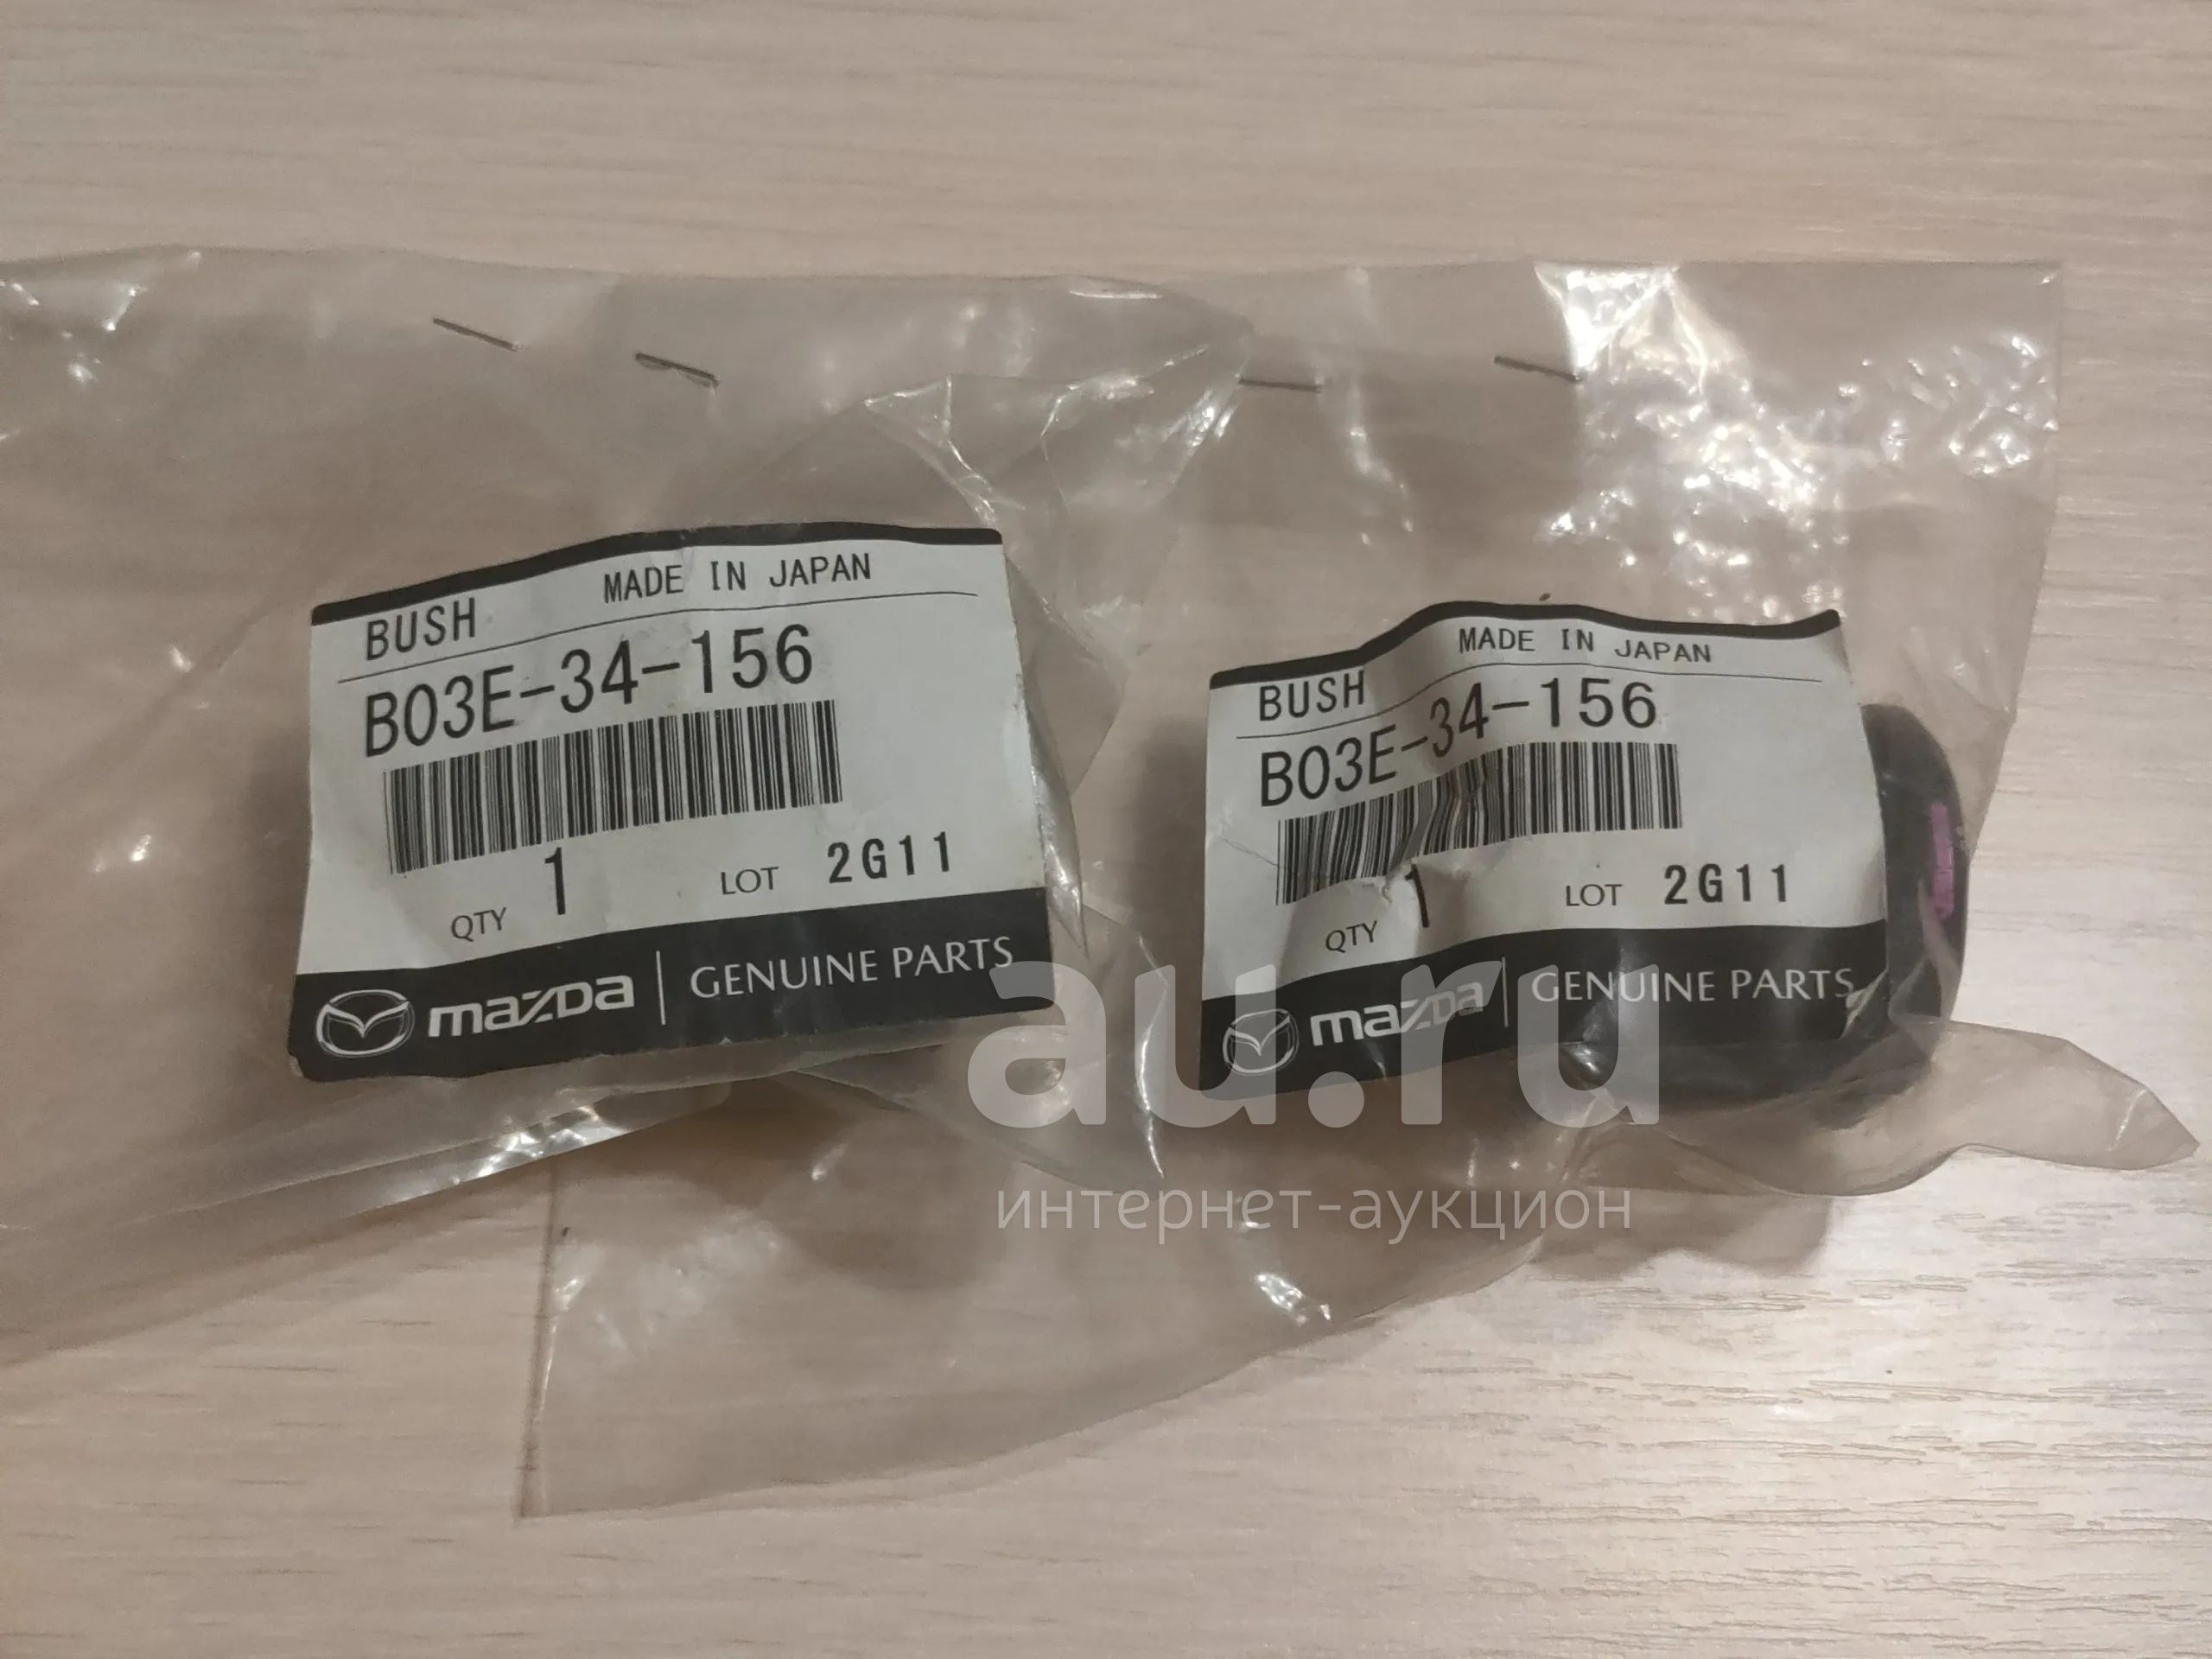 BUSH MADE IN JAPAN
B03E-34-156
QTY 1 LOT 2G11
mazda GENUINE PARTS
BUSH MADE IN JAPAN
B03E-34-156
QTY 1 LOT 2G11
mazda GENUINE PARTS
au.ru
интернет-аукцион